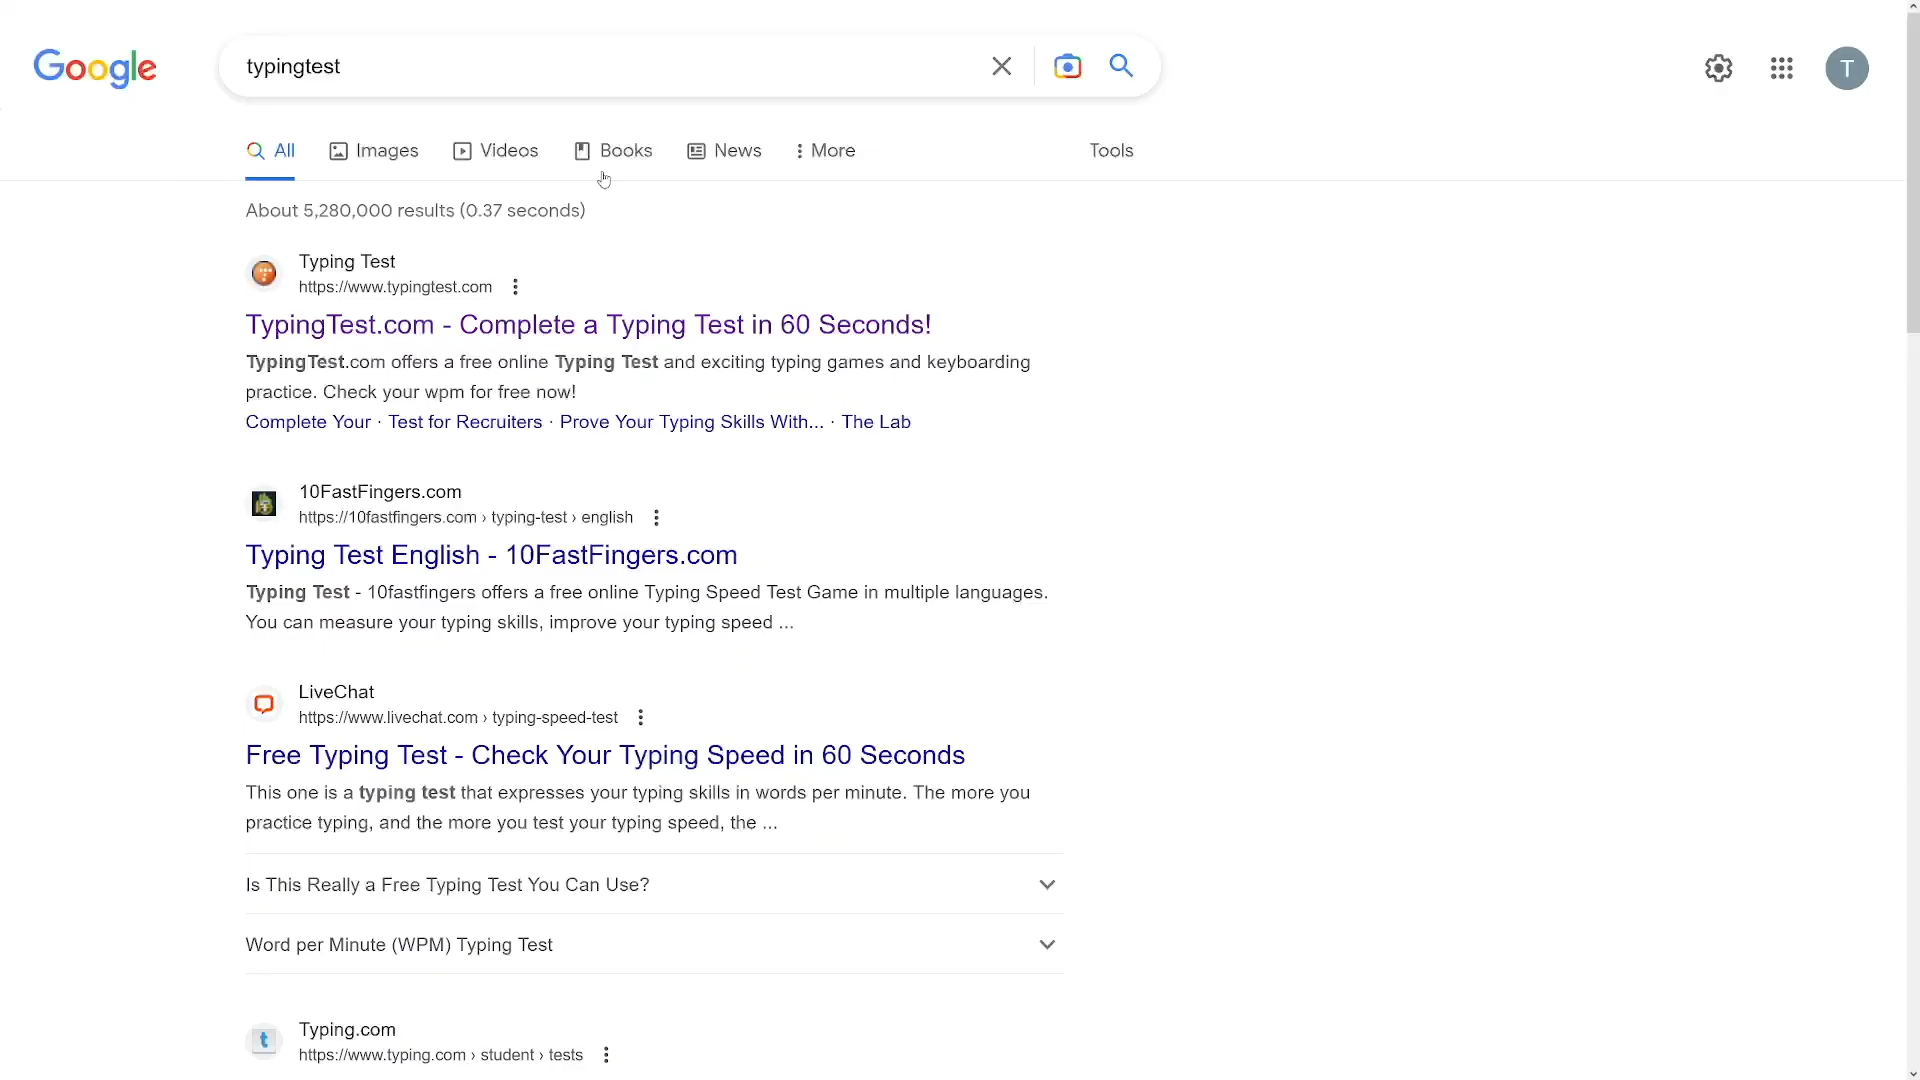 Google
typingtest
T
All
Images
Videos
Books
News
More
Tools
About 5,280,000 results (0.37 seconds)
Typing Test
https://www.typingtest.com
TypingTest.com - Complete a Typing Test in 60 Seconds!
TypingTest.com offers a free online Typing Test and exciting typing games and keyboarding
practice. Check your wpm for free now!
Complete Your · Test for Recruiters · Prove Your Typing Skills With... · The Lab
10FastFingers.com
https://10fastfingers.com › typing-test › english
Typing Test English - 10FastFingers.com
Typing Test - 10fastfingers offers a free online Typing Speed Test Game in multiple languages.
You can measure your typing skills, improve your typing speed ...
LiveChat
https://www.livechat.com › typing-speed-test
Free Typing Test - Check Your Typing Speed in 60 Seconds
This one is a typing test that expresses your typing skills in words per minute. The more you
practice typing, and the more you test your typing speed, the ...
Is This Really a Free Typing Test You Can Use?
Word per Minute (WPM) Typing Test
t
Typing.com
https://www.typing.com › student › tests